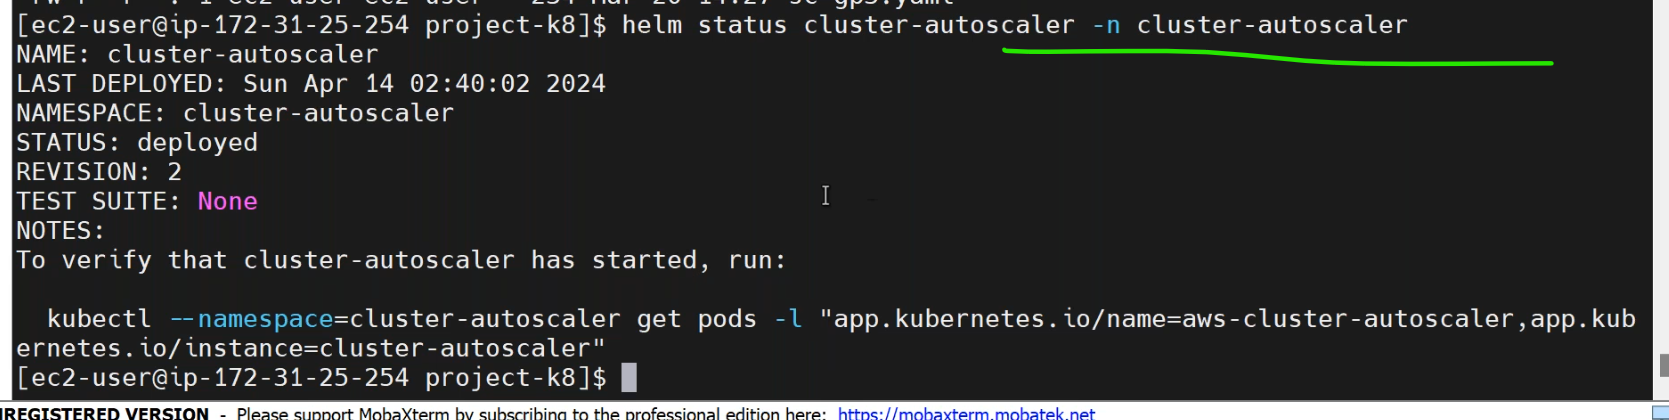 [ec2-user@ip-172-31-25-254 project-k8]$ helm status cluster-autoscaler -n cluster-autoscaler
NAME: cluster-autoscaler
LAST DEPLOYED: Sun Apr 14 02:40:02 2024
NAMESPACE: cluster-autoscaler
STATUS: deployed
REVISION: 2
TEST SUITE: None
NOTES:
To verify that cluster-autoscaler has started, run:
kubectl --namespace=cluster-autoscaler get pods -l "app.kubernetes.io/name=aws-cluster-autoscaler,app.kub
ernetes.io/instance=cluster-autoscaler"
[ec2-user@ip-172-31-25-254 project-k8]$
REGISTERED VERSION - Please support MobaXterm by subscribing to the professional edition here: https://mobaxterm.mobatek.net